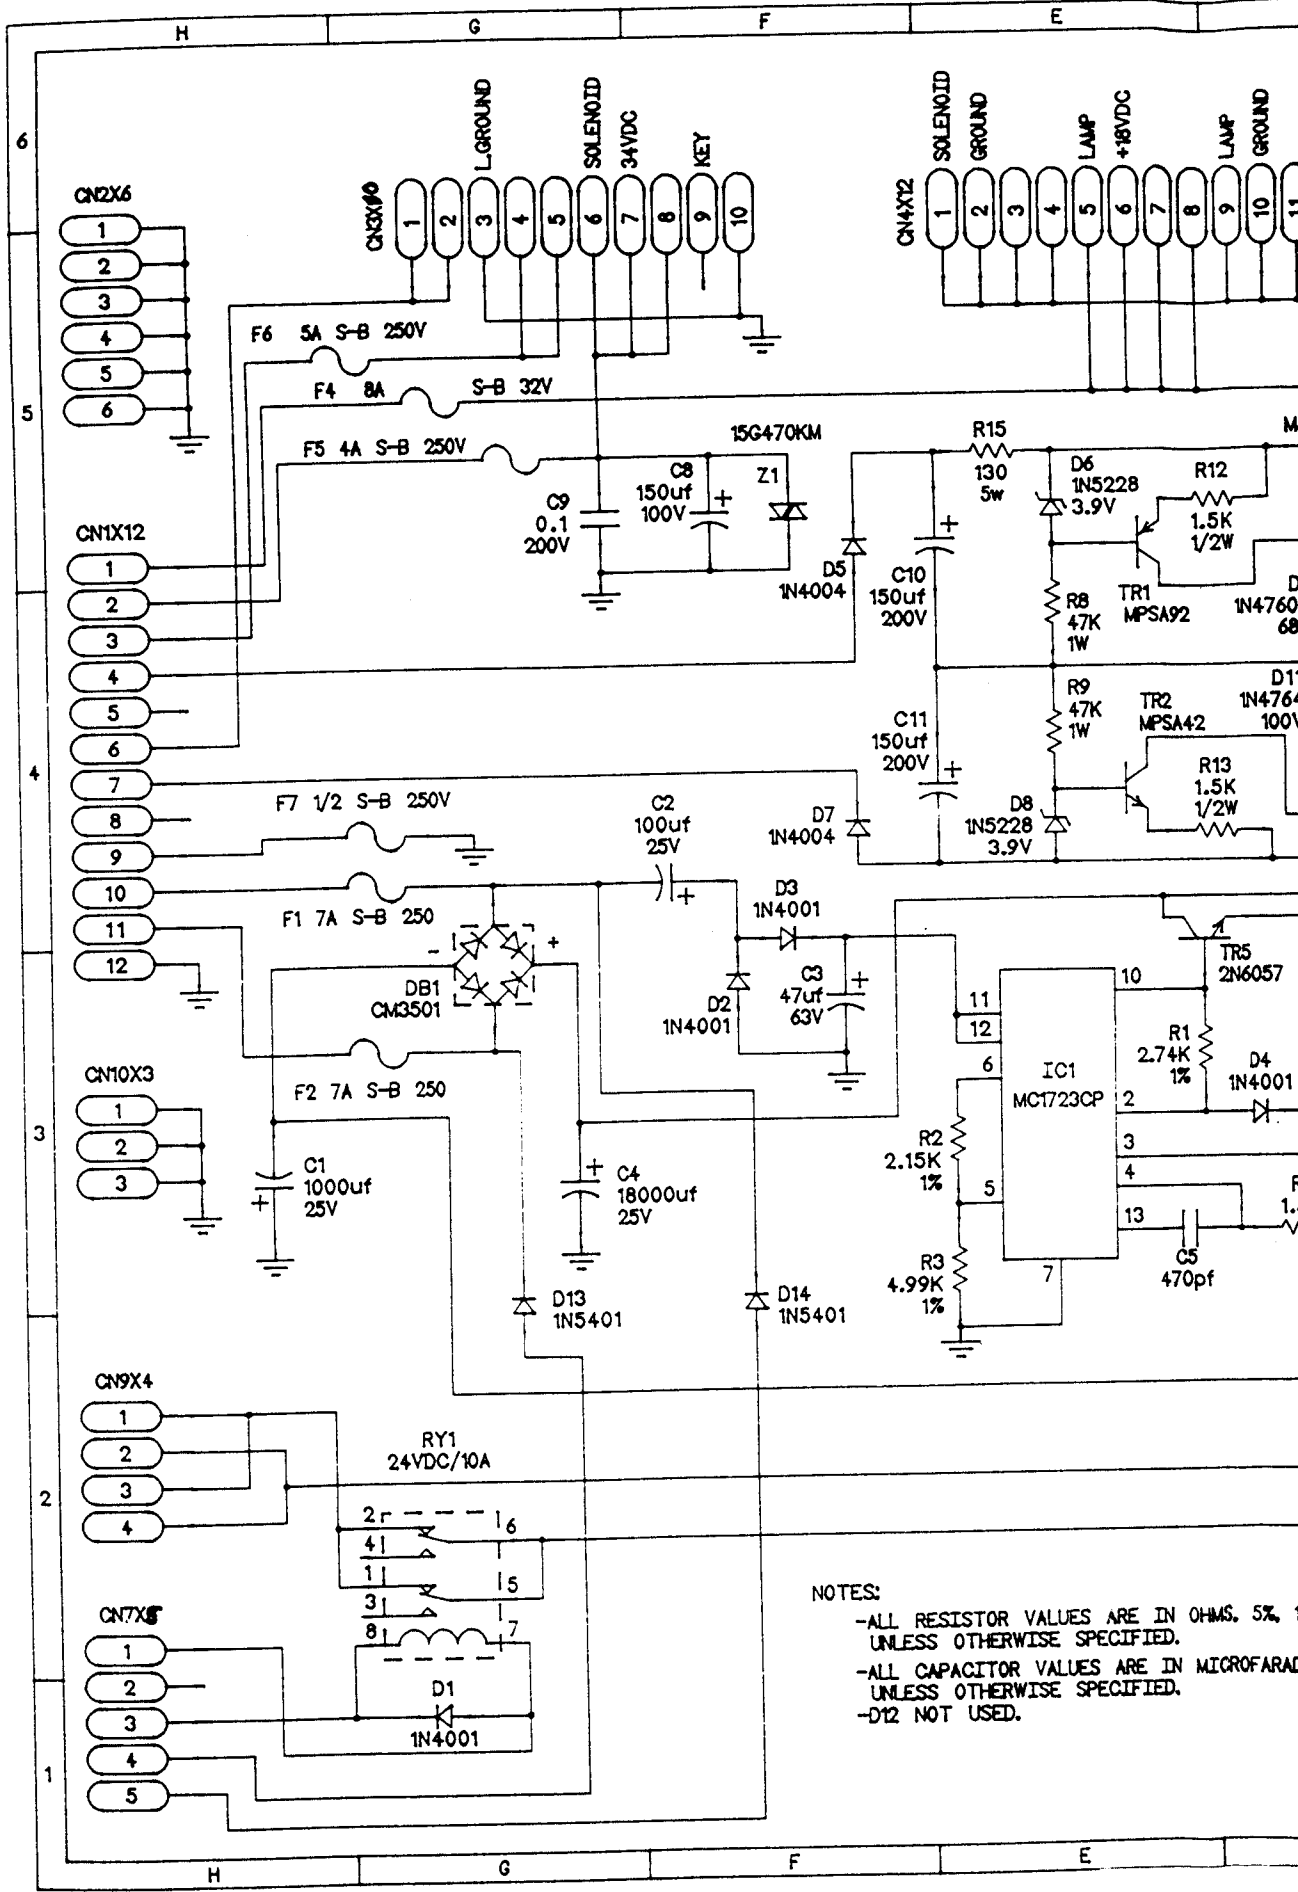 H G F E
6
5
4
3
2
1
CN2X6
1
2
3
4
5
6
CN3X10
1
2
3
4
5
6
7
8
9
10
L.GROUND
SOLENOID
34VDC
KEY
CN4X12
1
2
3
4
5
6
7
8
9
10
11
SOLENOID
GROUND
LAMP
+18VDC
LAMP
GROUND
F6 5A S-B 250V
F4 8A S-B 32V
F5 4A S-B 250V
CN1X12
1
2
3
4
5
6
7
8
9
10
11
12
C9
0.1
200V
C8
150uf
100V
+
15G470KM
Z1
D5
1N4004
R15
130
5w
C10
150uf
200V
+
D6
1N5228
3.9V
R12
1.5K
1/2W
TR1
MPSA92
R8
47K
1W
M
D
1N4760
68
R9
47K
1W
C11
150uf
200V
+
TR2
MPSA42
D11
1N4764
100V
R13
1.5K
1/2W
D8
1N5228
3.9V
D7
1N4004
F7 1/2 S-B 250V
F1 7A S-B 250
C2
100uf
25V
+
D3
1N4001
D2
1N4001
C3
47uf
63V
+
DB1
CM3501
- +
F2 7A S-B 250
TR5
2N6057
IC1
MC1723CP
11
12
6
5
7
10
2
3
4
13
R1
2.74K
1%
D4
1N4001
R2
2.15K
1%
R3
4.99K
1%
C5
470pf
R
1.
CN10X3
1
2
3
C1
1000uf
25V
+
C4
18000uf
25V
+
D13
1N5401
D14
1N5401
CN9X4
1
2
3
4
RY1
24VDC/10A
2
4
1
3
8
6
5
7
CN7X5
1
2
3
4
5
D1
1N4001
NOTES:
-ALL RESISTOR VALUES ARE IN OHMS. 5%, 1
UNLESS OTHERWISE SPECIFIED.
-ALL CAPACITOR VALUES ARE IN MICROFARAD
UNLESS OTHERWISE SPECIFIED.
-D12 NOT USED.
H G F E